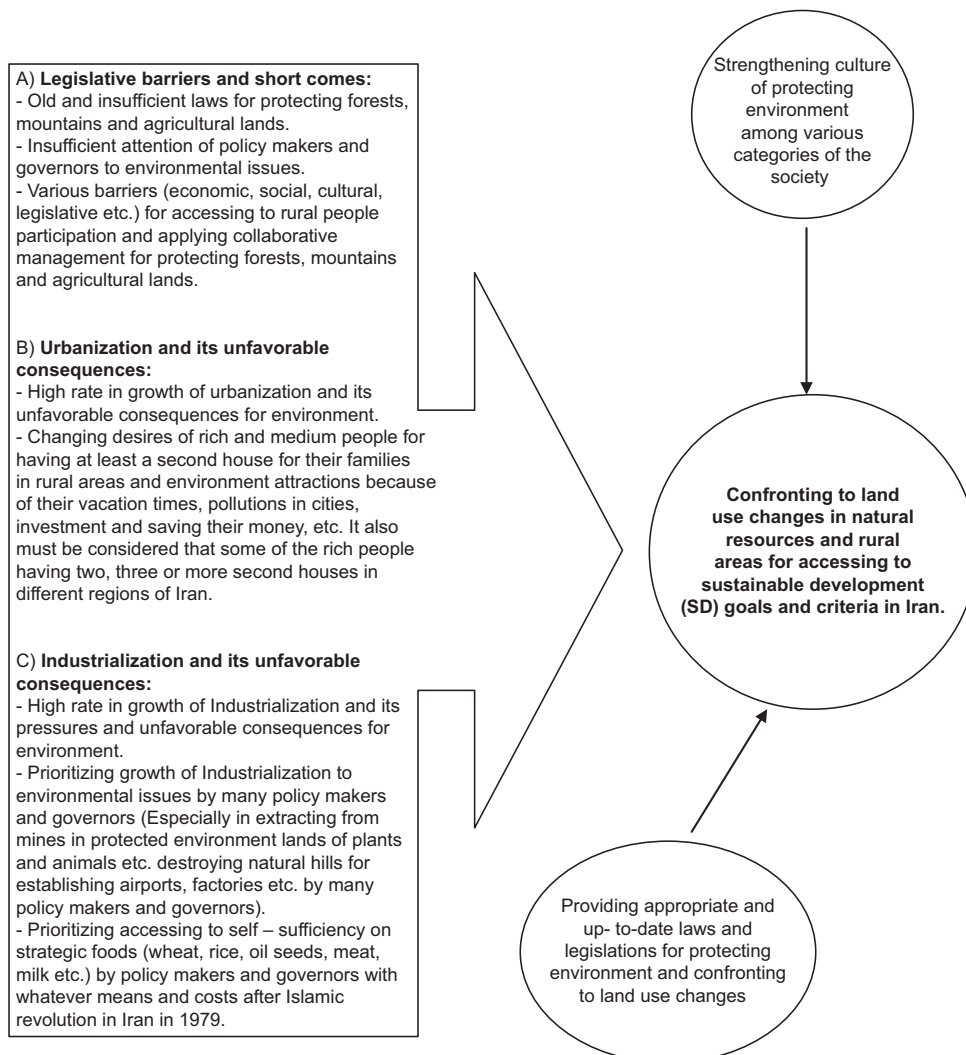 A) Legislative barriers and short comes:
- Old and insufficient laws for protecting forests,
mountains and agricultural lands.
- Insufficient attention of policy makers and
governors to environmental issues.
- Various barriers (economic, social, cultural,
legislative etc.) for accessing to rural people
participation and applying collaborative
management for protecting forests, mountains
and agricultural lands.
B) Urbanization and its unfavorable
consequences:
- High rate in growth of urbanization and its
unfavorable consequences for environment.
- Changing desires of rich and medium people for
having at least a second house for their families
in rural areas and environment attractions because
of their vacation times, pollutions in cities,
investment and saving their money, etc. It also
must be considered that some of the rich people
having two, three or more second houses in
different regions of Iran.
C) Industrialization and its unfavorable
consequences:
- High rate in growth of Industrialization and its
pressures and unfavorable consequences for
environment.
- Prioritizing growth of Industrialization to
environmental issues by many policy makers
and governors (Especially in extracting from
mines in protected environment lands of plants
and animals etc. destroying natural hills for
establishing airports, factories etc. by many
policy makers and governors).
- Prioritizing accessing to self – sufficiency on
strategic foods (wheat, rice, oil seeds, meat,
milk etc.) by policy makers and governors with
whatever means and costs after Islamic
revolution in Iran in 1979.
Strengthening culture
of protecting
environment
among various
categories of the
society
Confronting to land
use changes in natural
resources and rural
areas for accessing to
sustainable development
(SD) goals and criteria in Iran.
Providing appropriate and
up- to-date laws and
legislations for protecting
environment and confronting
to land use changes